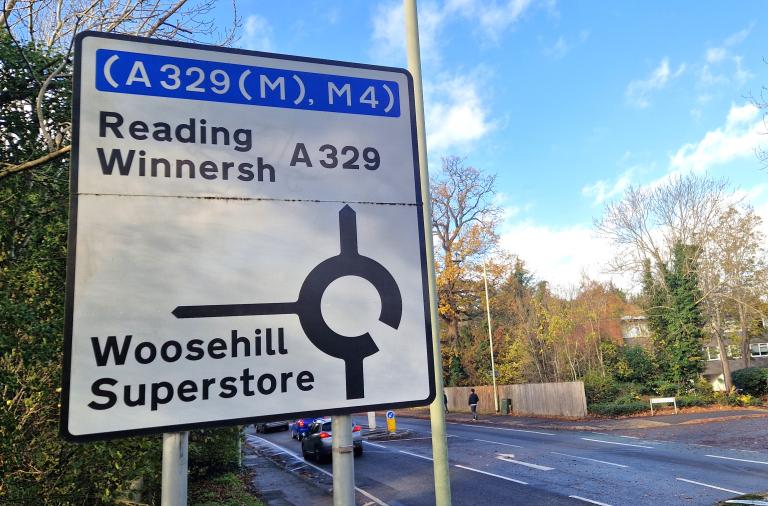 (A329(M), M4)
Reading
Winnersh A329
Woosehill
Superstore